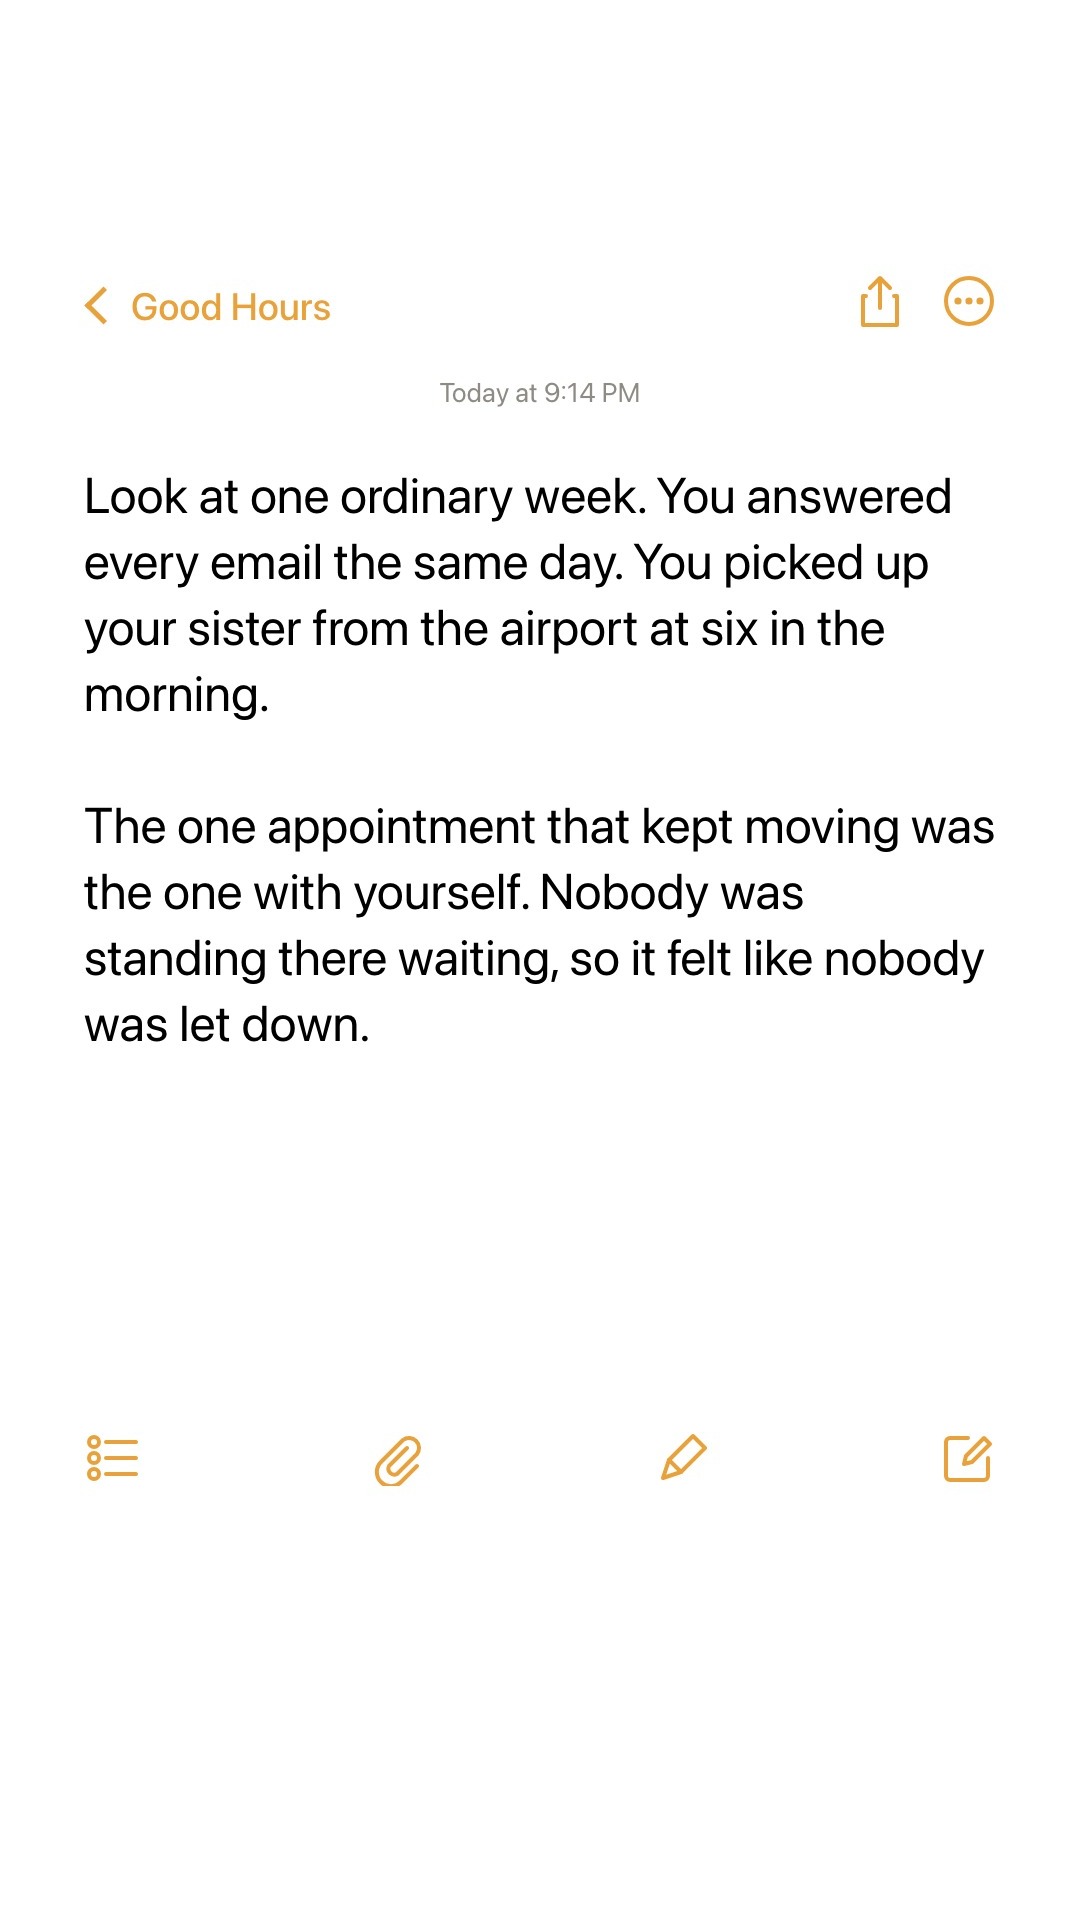 Good Hours
Today at 9:14 PM
Look at one ordinary week. You answered
every email the same day. You picked up
your sister from the airport at six in the
morning.
The one appointment that kept moving was
the one with yourself. Nobody was
standing there waiting, so it felt like nobody
was let down.